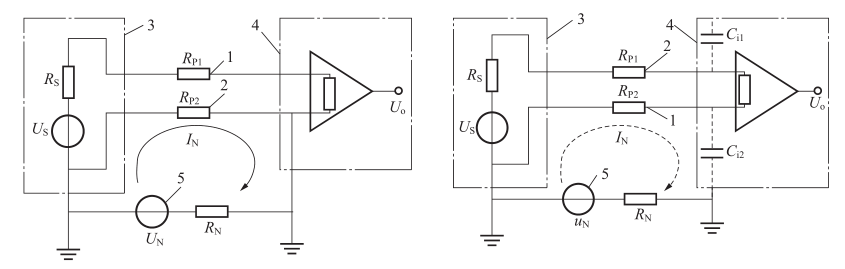 3
4
R_P1
1
R_S
R_P2
2
U_S
I_N
U_o
5
U_N
R_N
3
4
C_i1
2
R_P1
R_S
R_P2
U_o
U_S
1
I_N
C_i2
5
u_N
R_N